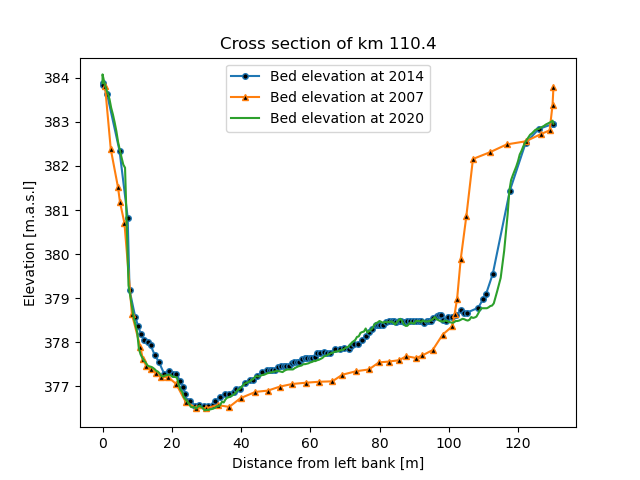 Cross section of km 110.4
Bed elevation at 2014
Bed elevation at 2007
Bed elevation at 2020
Elevation [m.a.s.l]
384
383
382
381
380
379
378
377
0 20 40 60 80 100 120
Distance from left bank [m]